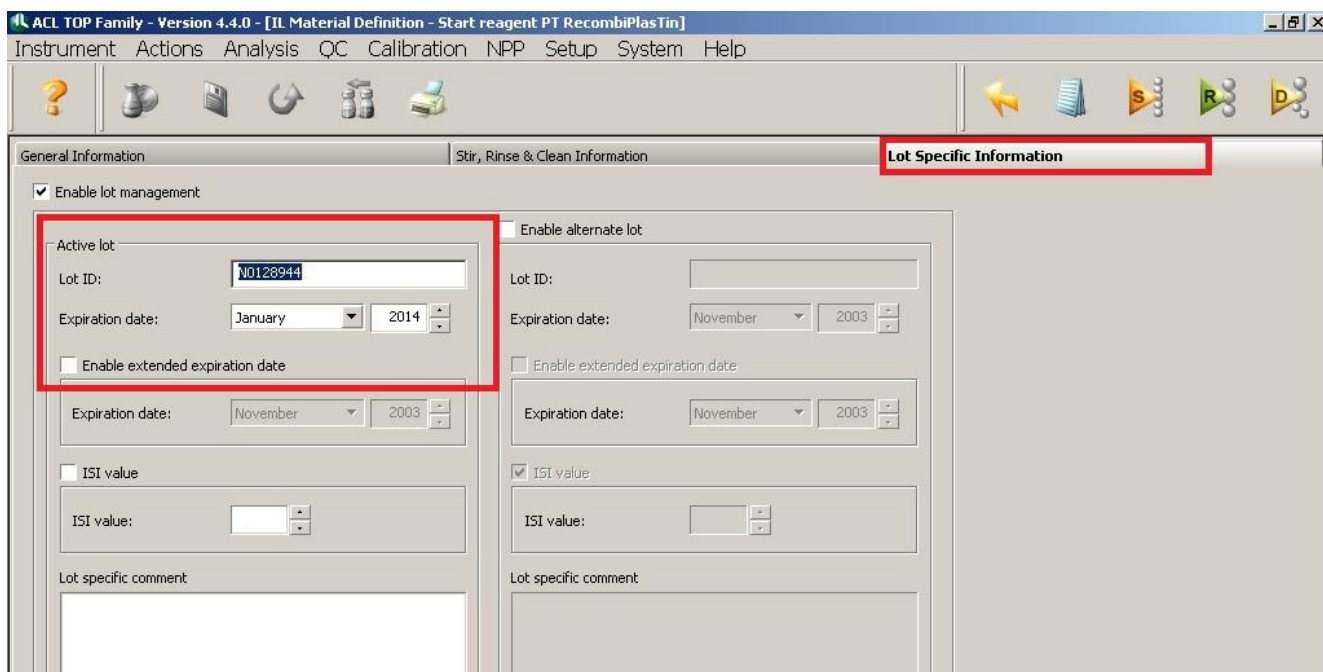 ACL TOP Family - Version 4.4.0 - [IL Material Definition - Start reagent PT RecombiPlasTin]
Instrument Actions Analysis QC Calibration NPP Setup System Help
? S R D
General Information Stir, Rinse & Clean Information Lot Specific Information
Enable lot management
Active lot
Lot ID: N0128944
Expiration date: January 2014
Enable extended expiration date
Expiration date: November 2003
ISI value
ISI value:
Lot specific comment
Enable alternate lot
Lot ID:
Expiration date: November 2003
Enable extended expiration date
Expiration date: November 2003
ISI value
ISI value:
Lot specific comment